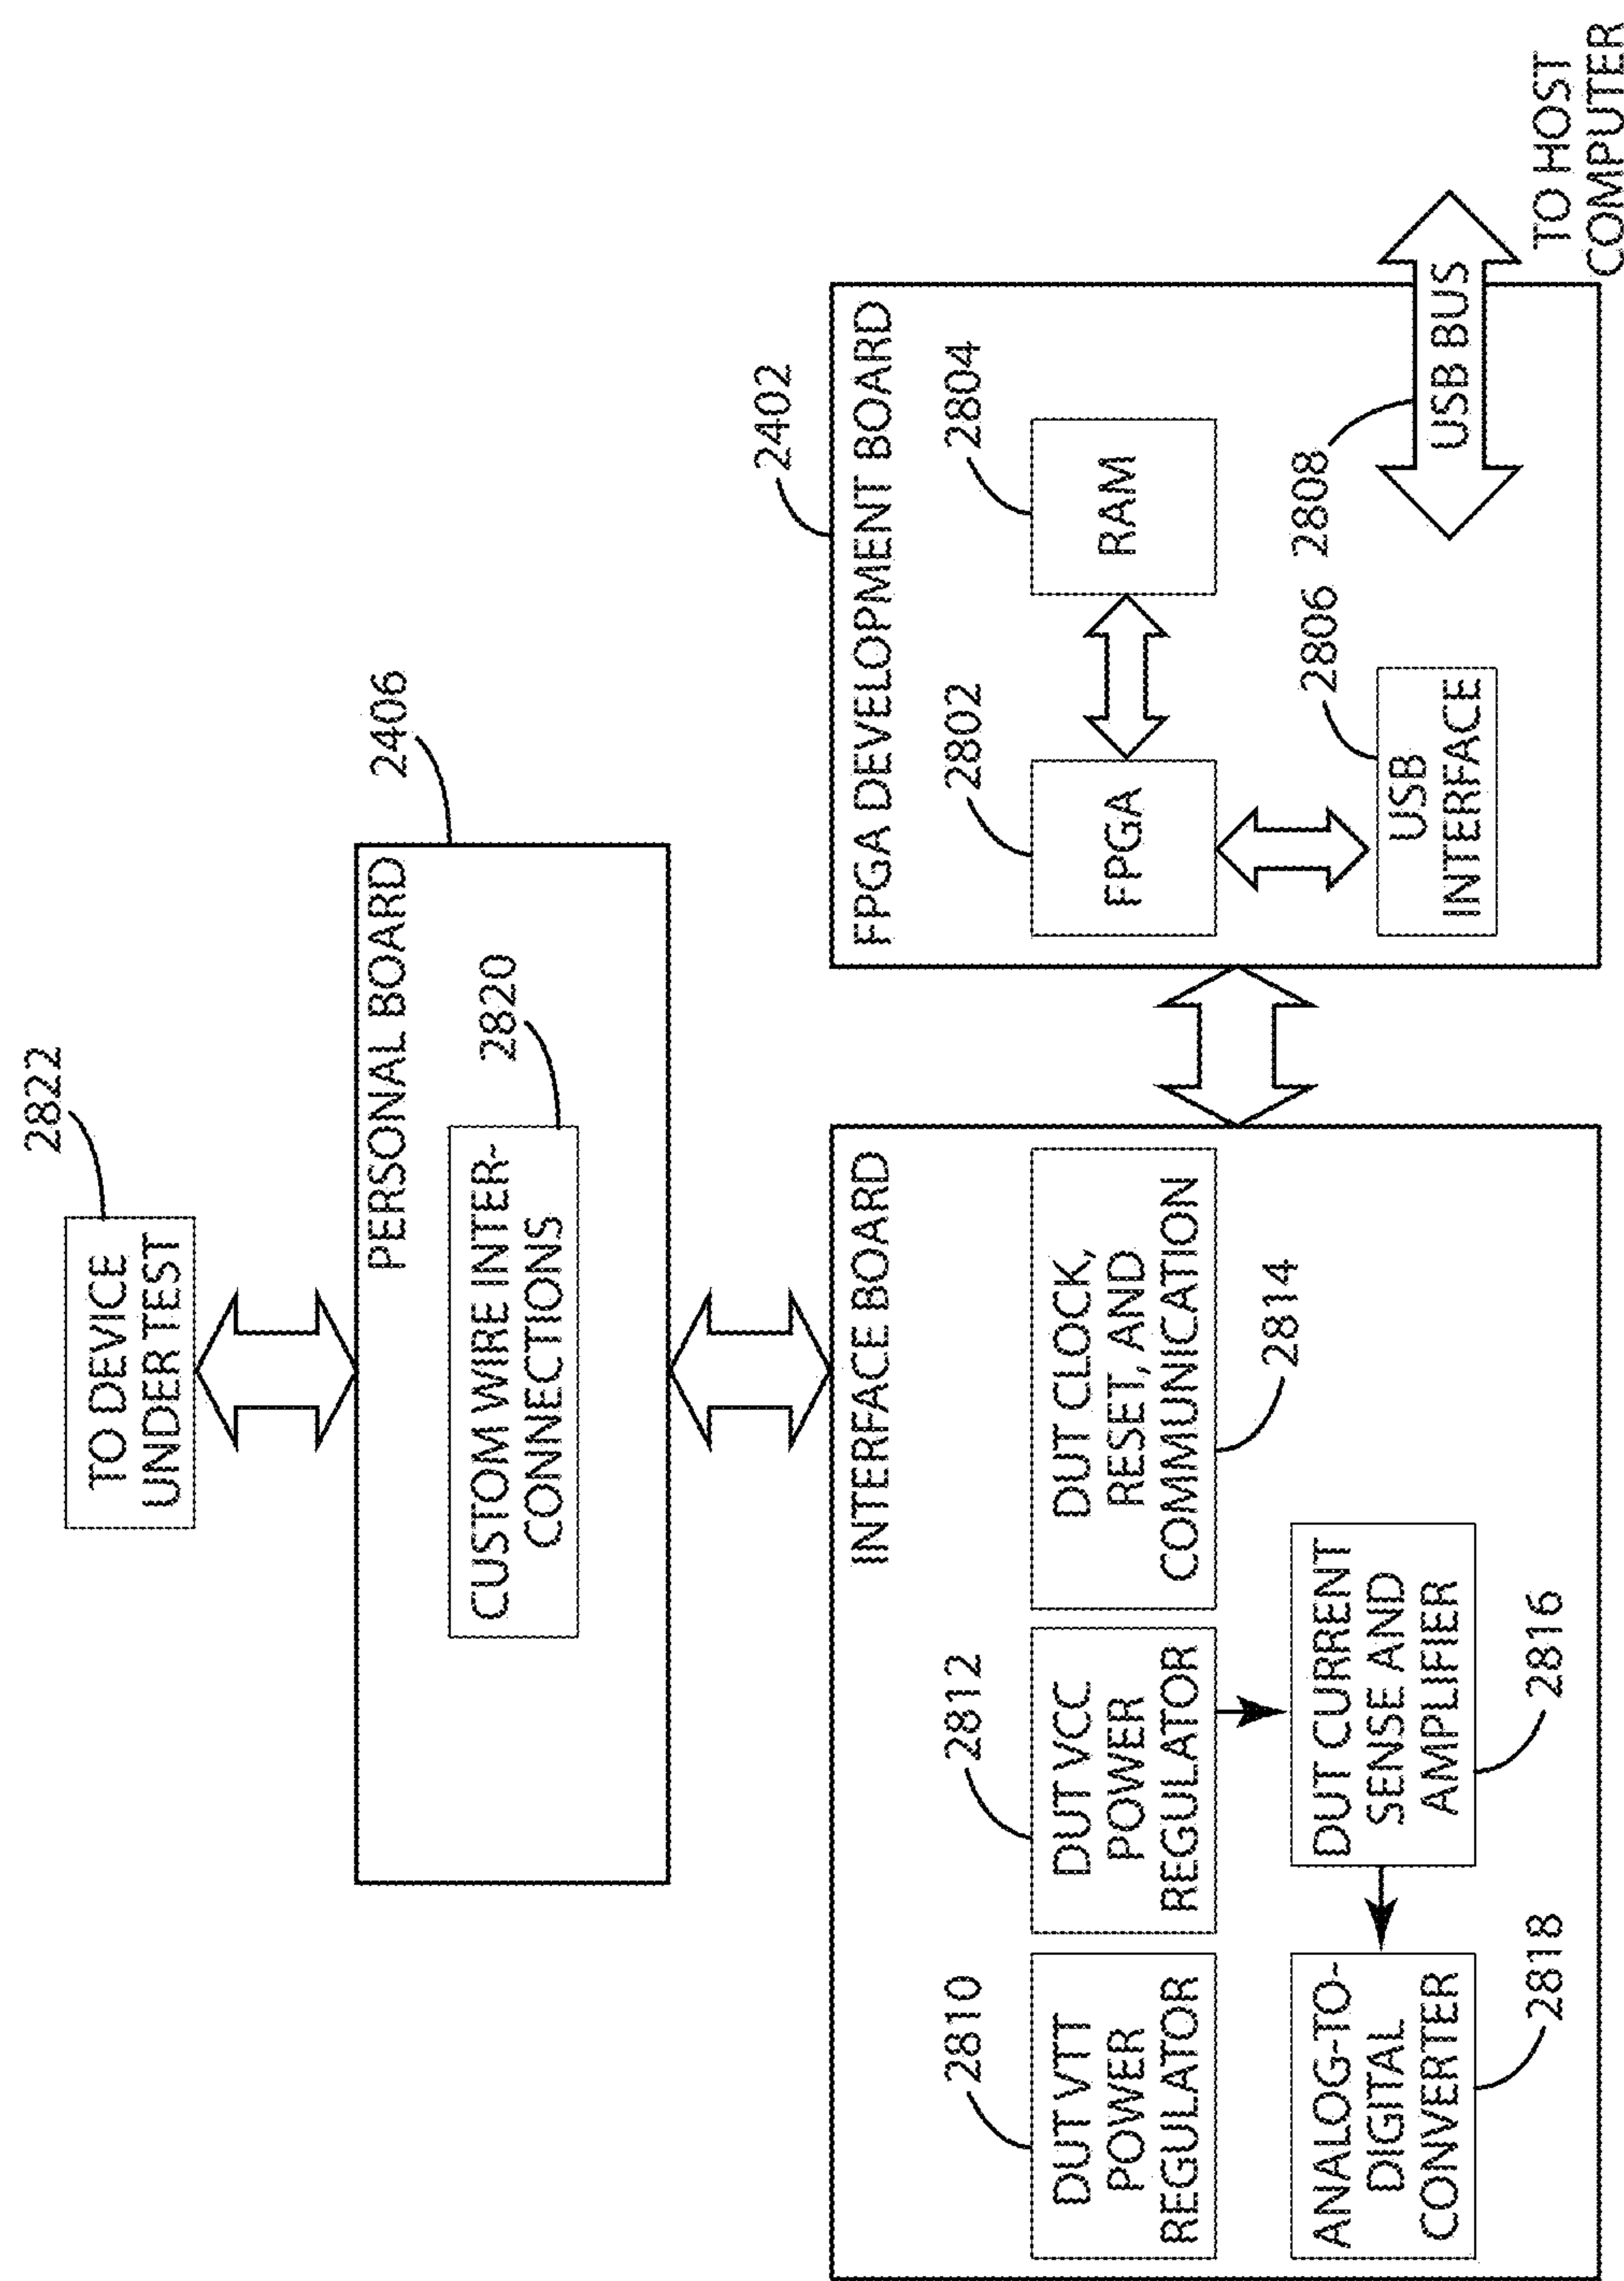 2822
TO DEVICE
UNDER TEST
2406
PERSONAL BOARD
2820
CUSTOM WIRE INTER-
CONNECTIONS
INTERFACE BOARD
2810
DUT VTT
POWER
REGULATOR
2812
DUT VCC
POWER
REGULATOR
DUT CLOCK,
RESET, AND
COMMUNICATION
2814
ANALOG-TO-
DIGITAL
CONVERTER
2818
DUT CURRENT
SENSE AND
AMPLIFIER
2816
2402
FPGA DEVELOPMENT BOARD
2802
FPGA
2804
RAM
2806
USB
INTERFACE
2808
USB BUS
TO HOST
COMPUTER